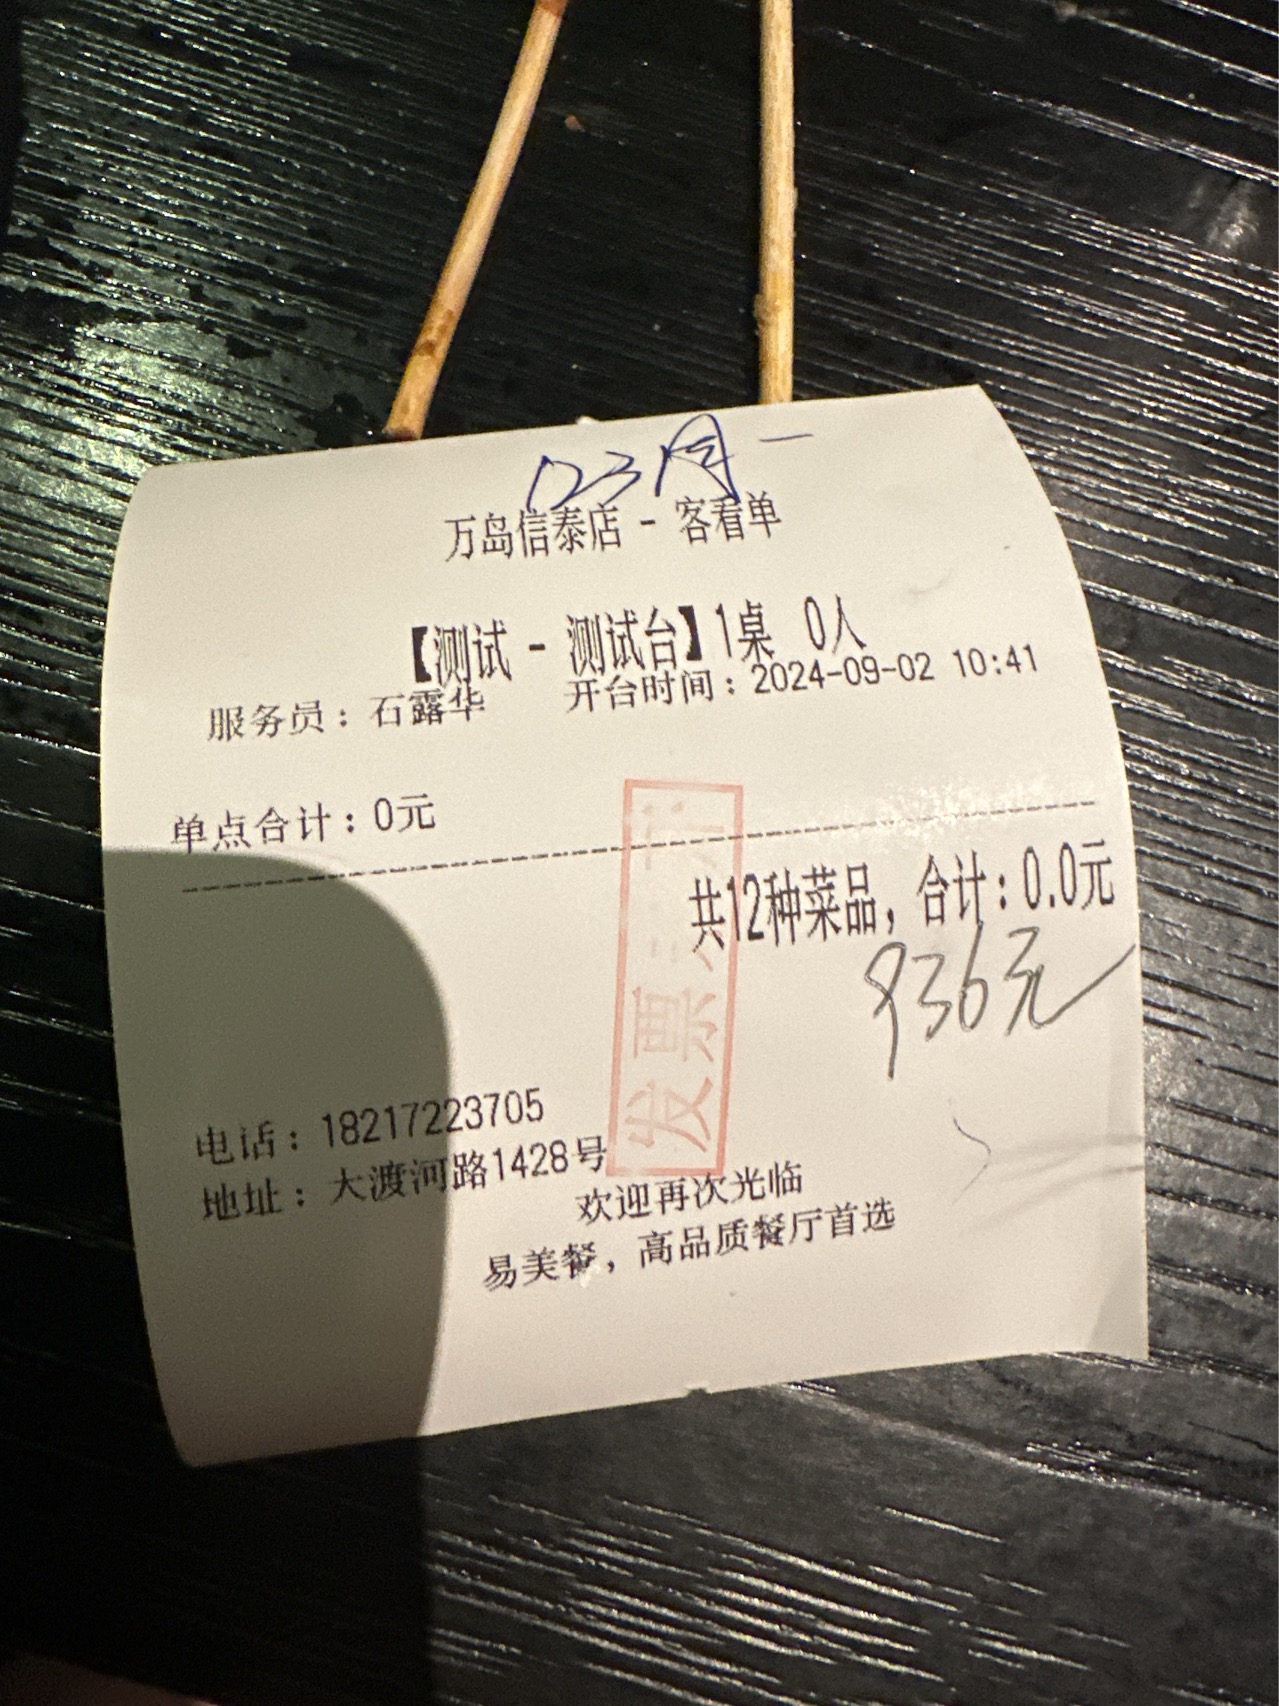 D23周一
万岛信泰店 - 客看单
【测试 - 测试台】1桌 0人
服务员：石露华 开台时间：2024-09-02 10:41
单点合计：0元
共12种菜品，合计：0.0元
936元
发票
电话：18217223705
地址：大渡河路1428号
欢迎再次光临
易美餐，高品质餐厅首选